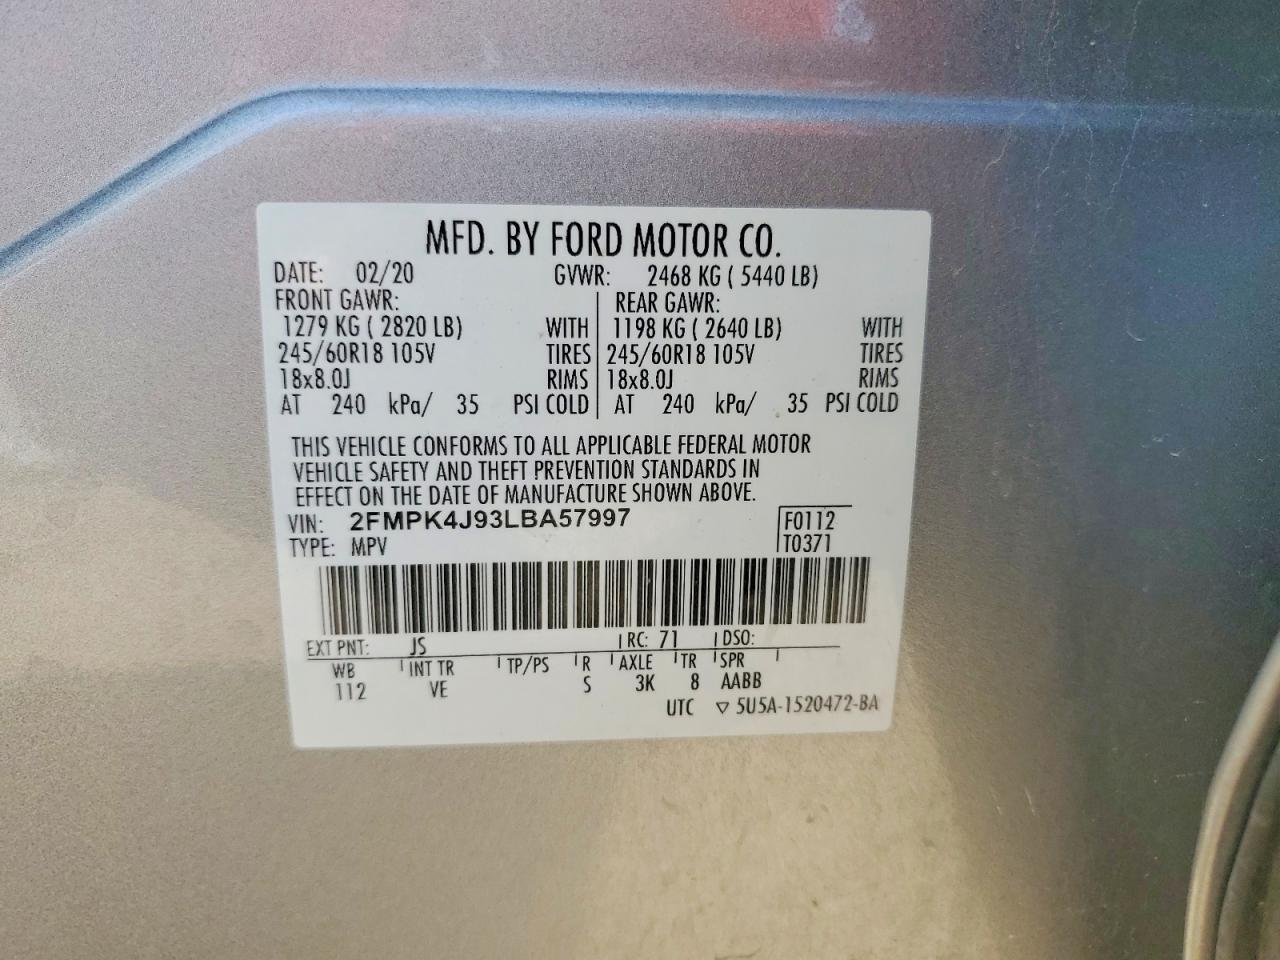 MFD. BY FORD MOTOR CO.
DATE: 02/20 GVWR: 2468 KG ( 5440 LB)
FRONT GAWR: REAR GAWR:
1279 KG ( 2820 LB) WITH 1198 KG ( 2640 LB) WITH
245/60R18 105V TIRES 245/60R18 105V TIRES
18x8.0J RIMS 18x8.0J RIMS
AT 240 kPa/ 35 PSI COLD AT 240 kPa/ 35 PSI COLD
THIS VEHICLE CONFORMS TO ALL APPLICABLE FEDERAL MOTOR
VEHICLE SAFETY AND THEFT PREVENTION STANDARDS IN
EFFECT ON THE DATE OF MANUFACTURE SHOWN ABOVE.
VIN: 2FMPK4J93LBA57997 F0112
TYPE: MPV T0371
EXT PNT: JS RC: 71 DSO:
WB INT TR TP/PS R AXLE TR SPR
112 VE S 3K 8 AABB
UTC ▽ 5U5A-1520472-BA